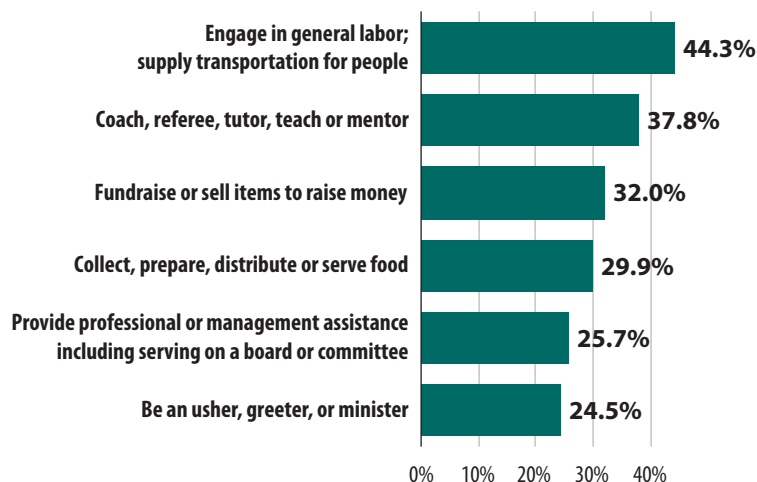 Engage in general labor;
supply transportation for people
44.3%
Coach, referee, tutor, teach or mentor
37.8%
Fundraise or sell items to raise money
32.0%
Collect, prepare, distribute or serve food
29.9%
Provide professional or management assistance
including serving on a board or committee
25.7%
Be an usher, greeter, or minister
24.5%
0% 10% 20% 30% 40%